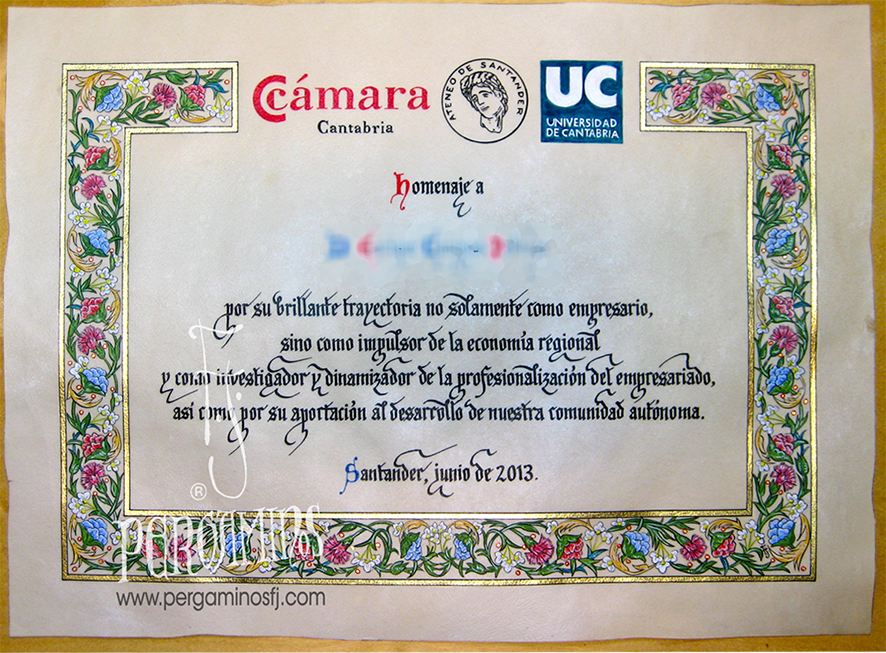 Cámara
Cantabria
ATENEO DE SANTANDER
UC
UNIVERSIDAD
DE CANTABRIA
Homenaje a
por su brillante trayectoria no solamente como empresario,
sino como impulsor de la economía regional
y como investigador y dinamizador de la profesionalización del empresariado,
así como por su aportación al desarrollo de nuestra comunidad autónoma.
Santander, junio de 2013.
Fj.
®
PERGAMINOS
www.pergaminosfj.com